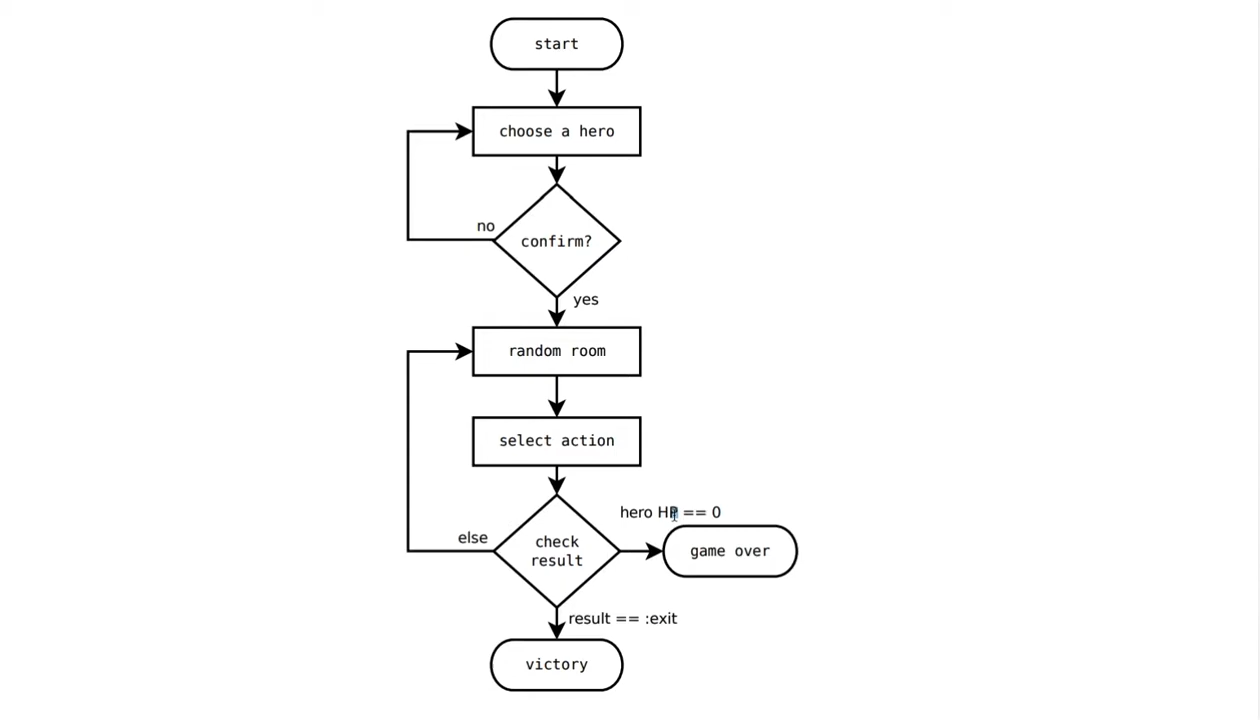 start
choose a hero
no
confirm?
yes
random room
select action
hero HP == 0
else
check
result
game over
result == :exit
victory